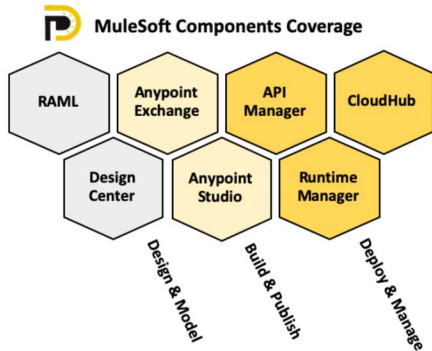 MuleSoft Components Coverage
RAML
Anypoint
Exchange
API
Manager
CloudHub
Design
Center
Anypoint
Studio
Runtime
Manager
Design & Model
Build & Publish
Deploy & Manage